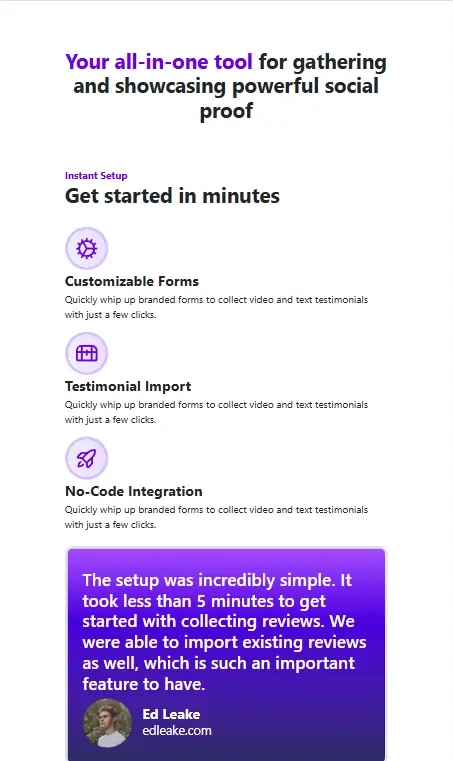 Your all-in-one tool for gathering
and showcasing powerful social
proof
Instant Setup
Get started in minutes
Customizable Forms
Quickly whip up branded forms to collect video and text testimonials
with just a few clicks.
Testimonial Import
Quickly whip up branded forms to collect video and text testimonials
with just a few clicks.
No-Code Integration
Quickly whip up branded forms to collect video and text testimonials
with just a few clicks.
The setup was incredibly simple. It
took less than 5 minutes to get
started with collecting reviews. We
were able to import existing reviews
as well, which is such an important
feature to have.
Ed Leake
edleake.com